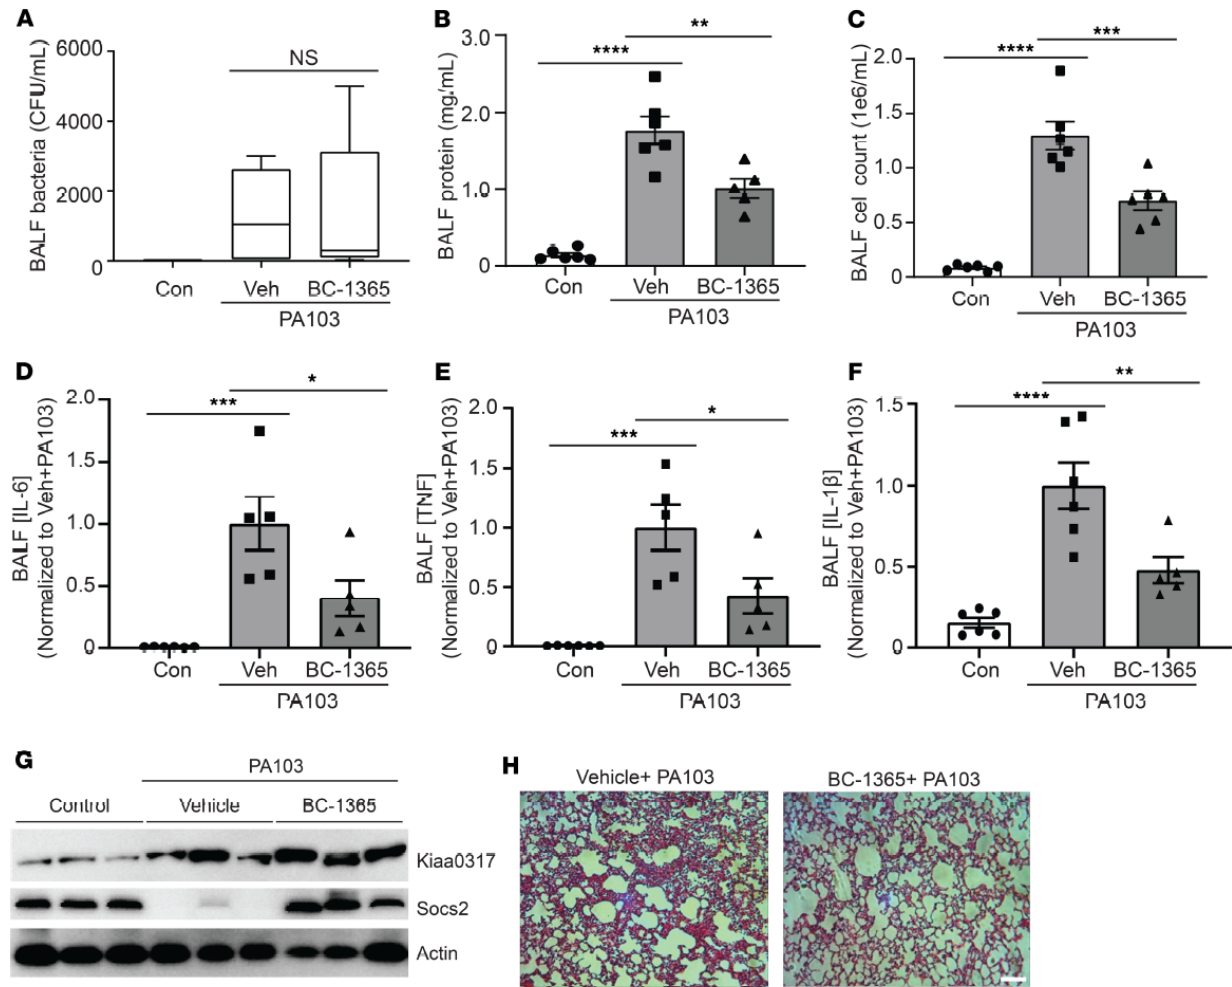 A
BALF bacteria (CFU/mL)
6000
4000
2000
0
NS
Con
Veh
BC-1365
PA103
B
BALF protein (mg/mL)
3.0
2.0
1.0
0
****
**
Con
Veh
BC-1365
PA103
C
BALF cel count (1e6/mL)
2.0
1.5
1.0
0.5
0
****
***
Con
Veh
BC-1365
PA103
D
BALF [IL-6]
(Normalized to Veh+PA103)
2.0
1.5
1.0
0.5
0
***
*
Con
Veh
BC-1365
PA103
E
BALF [TNF]
(Normalized to Veh+PA103)
2.0
1.5
1.0
0.5
0
***
*
Con
Veh
BC-1365
PA103
F
BALF [IL-1β]
(Normalized to Veh+PA103)
1.5
1.0
0.5
0
****
**
Con
Veh
BC-1365
PA103
G
PA103
Control
Vehicle
BC-1365
Kiaa0317
Socs2
Actin
H
Vehicle+ PA103
BC-1365+ PA103